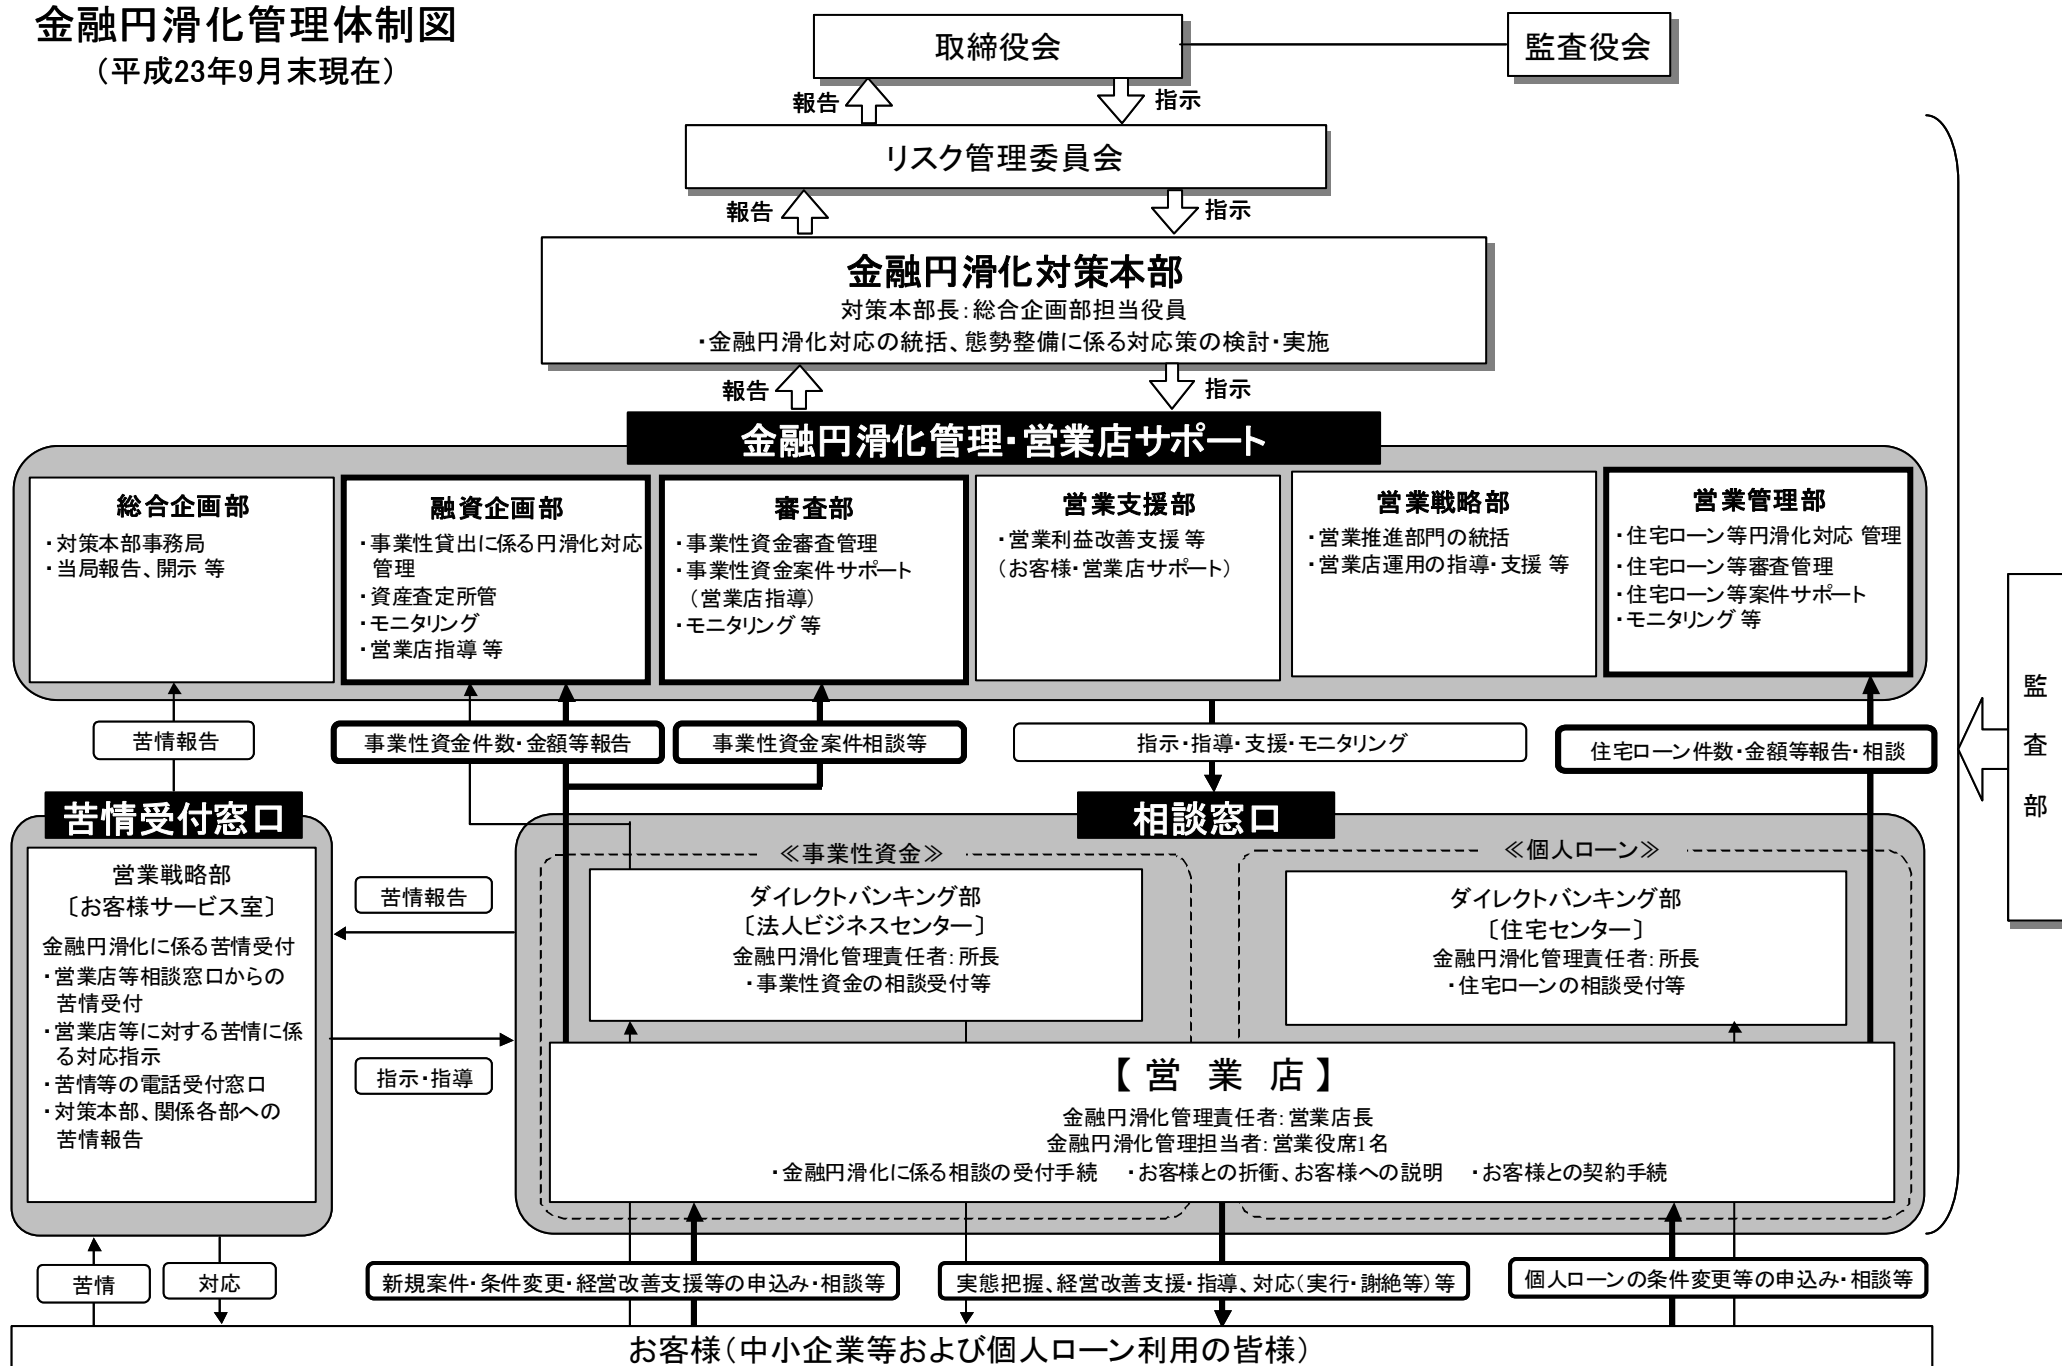 金融円滑化管理体制図
（平成23年9月末現在）
取締役会
監査役会
報告
指示
リスク管理委員会
報告
指示
金融円滑化対策本部
対策本部長：総合企画部担当役員
・金融円滑化対応の統括、態勢整備に係る対応策の検討・実施
報告
指示
金融円滑化管理・営業店サポート
総合企画部
・対策本部事務局
・当局報告、開示 等
融資企画部
・事業性貸出に係る円滑化対応
管理
・資産査定所管
・モニタリング
・営業店指導 等
審査部
・事業性資金審査管理
・事業性資金案件サポート
（営業店指導）
・モニタリング 等
営業支援部
・営業利益改善支援 等
（お客様・営業店サポート）
営業戦略部
・営業推進部門の統括
・営業店運用の指導・支援 等
営業管理部
・住宅ローン等円滑化対応 管理
・住宅ローン等審査管理
・住宅ローン等案件サポート
・モニタリング 等
監査部
苦情報告
事業性資金件数・金額等報告
事業性資金案件相談等
指示・指導・支援・モニタリング
住宅ローン件数・金額等報告・相談
苦情受付窓口
営業戦略部
〔お客様サービス室〕
金融円滑化に係る苦情受付
・営業店等相談窓口からの
苦情受付
・営業店等に対する苦情に係
る対応指示
・苦情等の電話受付窓口
・対策本部、関係各部への
苦情報告
苦情報告
指示・指導
相談窓口
≪事業性資金≫
≪個人ローン≫
ダイレクトバンキング部
〔法人ビジネスセンター〕
金融円滑化管理責任者：所長
・事業性資金の相談受付等
ダイレクトバンキング部
〔住宅センター〕
金融円滑化管理責任者：所長
・住宅ローンの相談受付等
【 営 業 店 】
金融円滑化管理責任者：営業店長
金融円滑化管理担当者：営業役席1名
・金融円滑化に係る相談の受付手続 ・お客様との折衝、お客様への説明 ・お客様との契約手続
苦情
対応
新規案件・条件変更・経営改善支援等の申込み・相談等
実態把握、経営改善支援・指導、対応（実行・謝絶等）等
個人ローンの条件変更等の申込み・相談等
お客様（中小企業等および個人ローン利用の皆様）